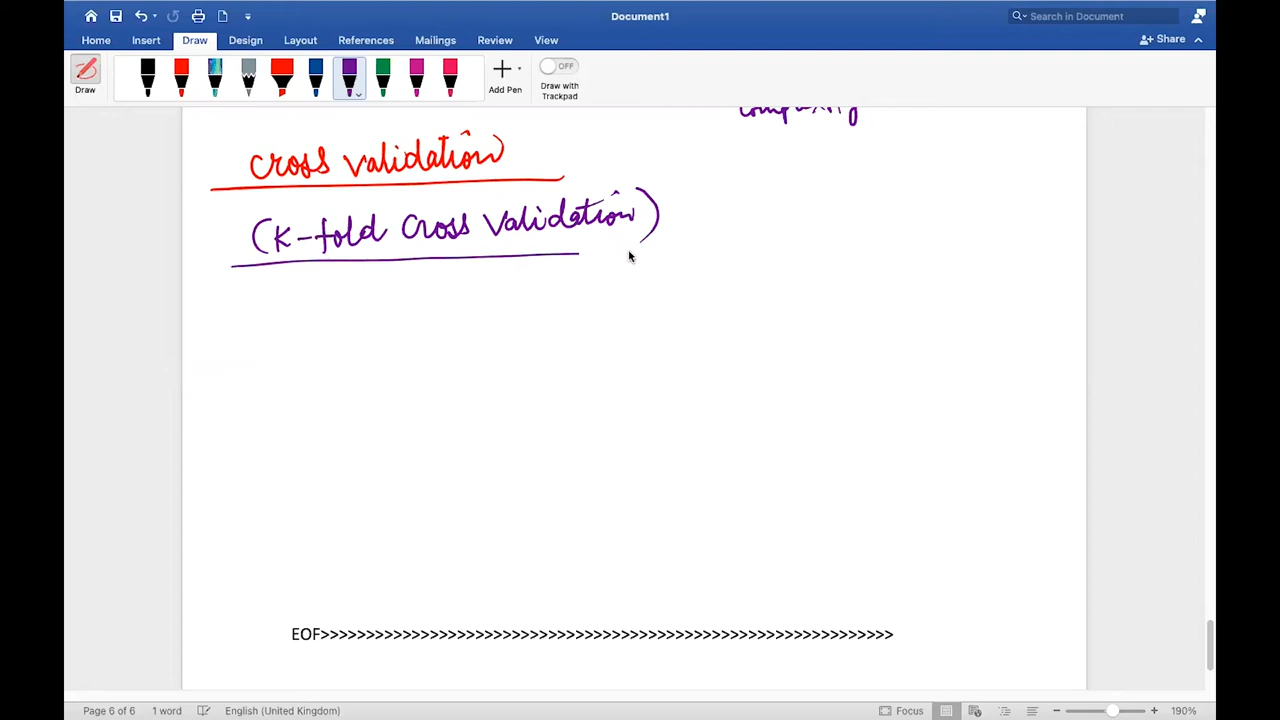 Document1
Search in Document
Home Insert Draw Design Layout References Mailings Review View
Share
Draw
Add Pen
OFF
Draw with
Trackpad
complexity
Cross validation
(K-fold Cross Validation)
EOF>>>>>>>>>>>>>>>>>>>>>>>>>>>>>>>>>>>>>>>>>>>>>>>>>>>>>>>>>>>>>>>
Page 6 of 6 1 word English (United Kingdom) Focus 190%